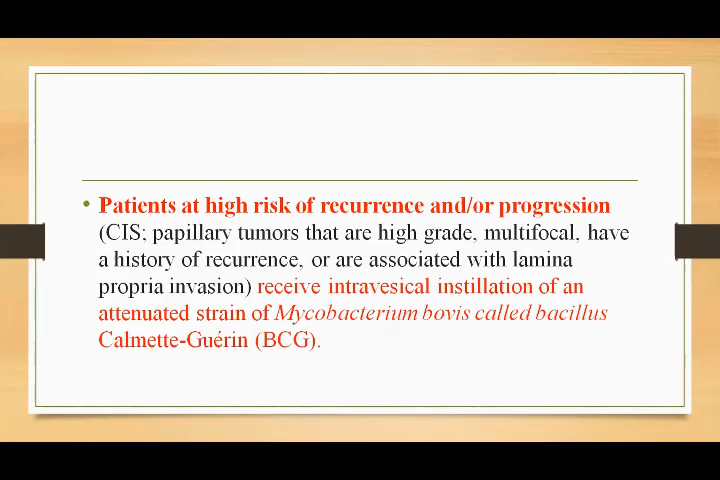 • Patients at high risk of recurrence and/or progression
(CIS; papillary tumors that are high grade, multifocal, have
a history of recurrence, or are associated with lamina
propria invasion) receive intravesical instillation of an
attenuated strain of Mycobacterium bovis called bacillus
Calmette-Guérin (BCG).